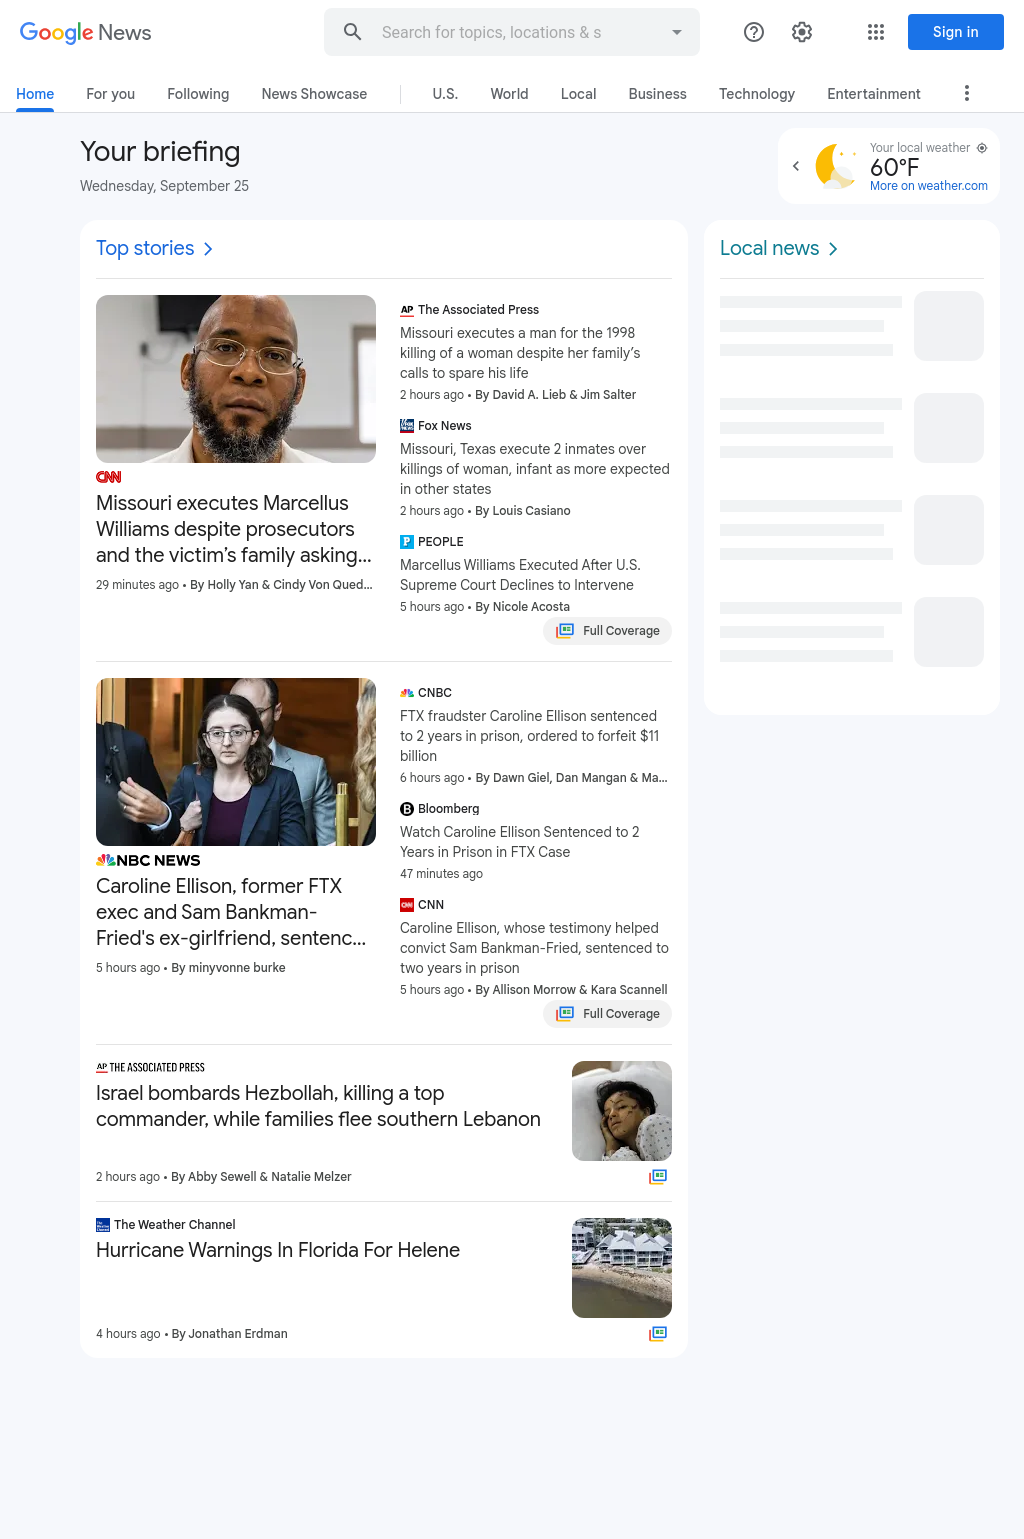 Google News
Search for topics, locations & s
Sign in
Home
For you
Following
News Showcase
U.S.
World
Local
Business
Technology
Entertainment
Your briefing
Wednesday, September 25
Your local weather
60°F
More on weather.com
Top stories
CNN
Missouri executes Marcellus
Williams despite prosecutors
and the victim’s family asking...
29 minutes ago • By Holly Yan & Cindy Von Qued...
AP The Associated Press
Missouri executes a man for the 1998
killing of a woman despite her family’s
calls to spare his life
2 hours ago • By David A. Lieb & Jim Salter
Fox News
Missouri, Texas execute 2 inmates over
killings of woman, infant as more expected
in other states
2 hours ago • By Louis Casiano
P PEOPLE
Marcellus Williams Executed After U.S.
Supreme Court Declines to Intervene
5 hours ago • By Nicole Acosta
Full Coverage
NBC NEWS
Caroline Ellison, former FTX
exec and Sam Bankman-
Fried's ex-girlfriend, sentenc...
5 hours ago • By minyvonne burke
CNBC
FTX fraudster Caroline Ellison sentenced
to 2 years in prison, ordered to forfeit $11
billion
6 hours ago • By Dawn Giel, Dan Mangan & Ma...
B Bloomberg
Watch Caroline Ellison Sentenced to 2
Years in Prison in FTX Case
47 minutes ago
CNN CNN
Caroline Ellison, whose testimony helped
convict Sam Bankman-Fried, sentenced to
two years in prison
5 hours ago • By Allison Morrow & Kara Scannell
Full Coverage
AP THE ASSOCIATED PRESS
Israel bombards Hezbollah, killing a top
commander, while families flee southern Lebanon
2 hours ago • By Abby Sewell & Natalie Melzer
The Weather Channel
Hurricane Warnings In Florida For Helene
4 hours ago • By Jonathan Erdman
Local news